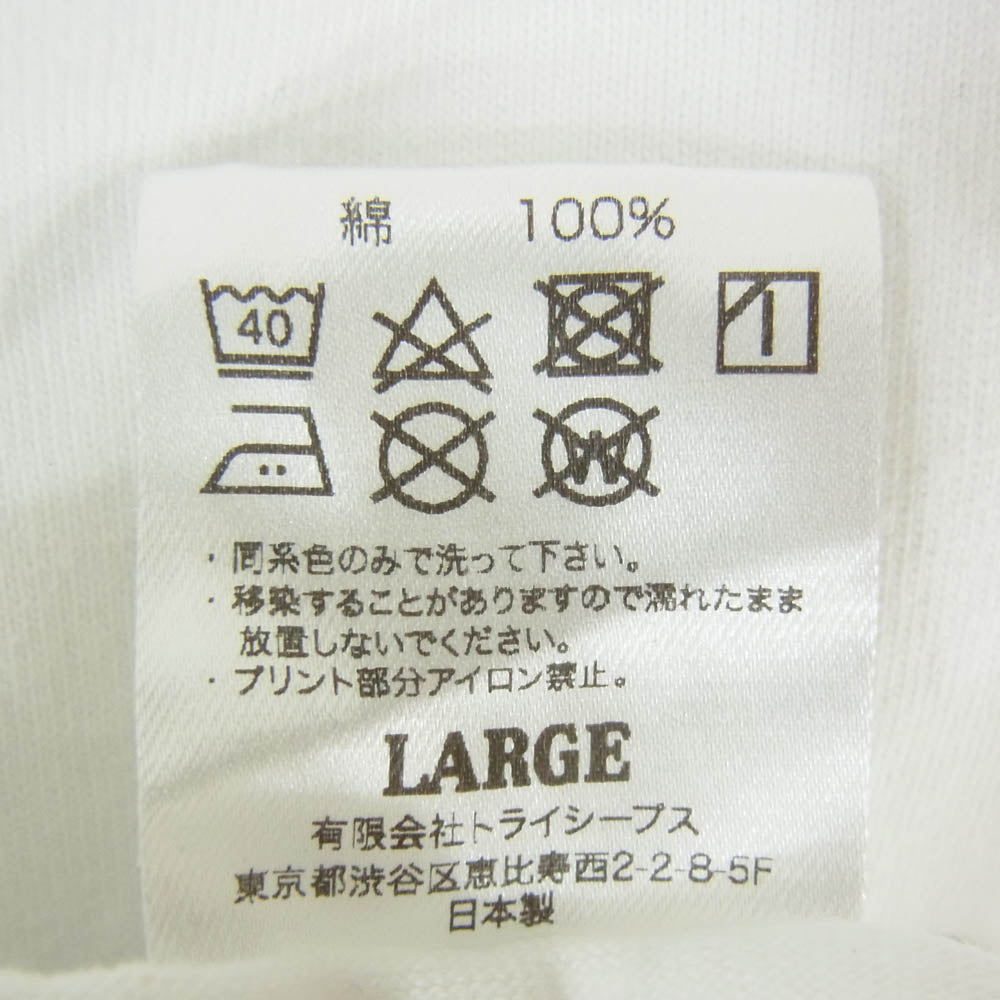 綿 100%
40
W
・同系色のみで洗って下さい。
・移染することがありますので濡れたまま
放置しないでください。
・プリント部分アイロン禁止。
LARGE
有限会社トライシープス
東京都渋谷区恵比寿西2-2-8-5F
日本製